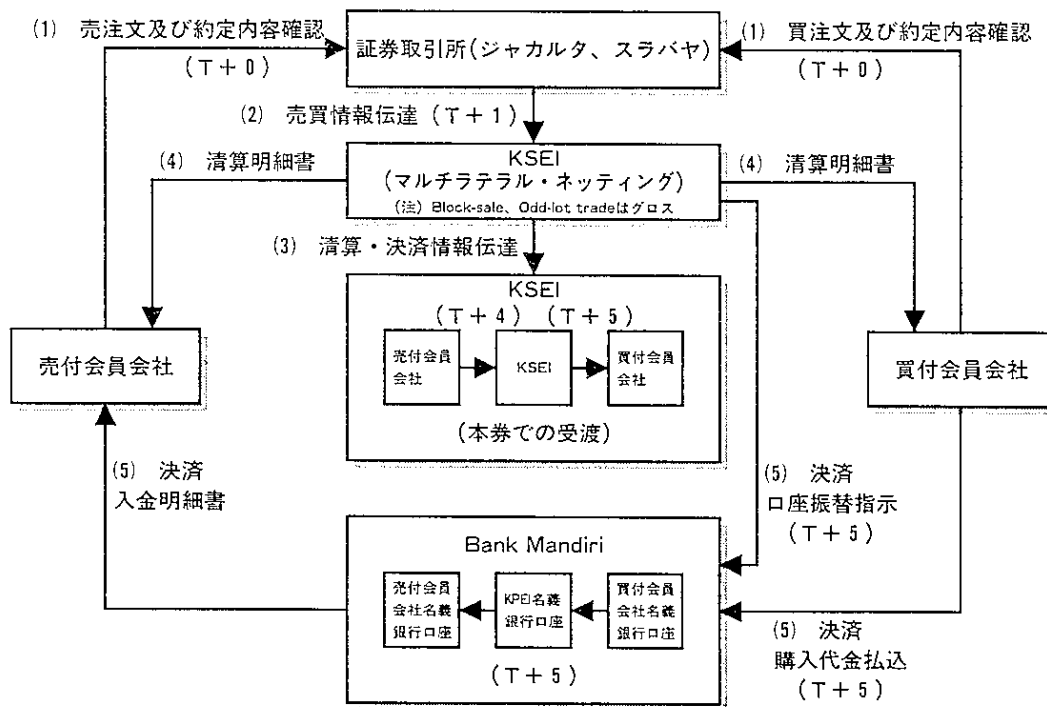 (1) 売注文及び約定内容確認
(T+0)
証券取引所(ジャカルタ、スラバヤ)
(1) 買注文及び約定内容確認
(T+0)
(2) 売買情報伝達 (T+1)
(4) 清算明細書
KSEI
(マルチラテラル・ネッティング)
(注) Block-sale、Odd-lot tradeはグロス
(4) 清算明細書
(3) 清算・決済情報伝達
KSEI
(T+4) (T+5)
売付会員
会社
KSEI
買付会員
会社
(本券での受渡)
売付会員会社
買付会員会社
(5) 決済
入金明細書
(5) 決済
口座振替指示
(T+5)
Bank Mandiri
売付会員
会社名義
銀行口座
KPEI名義
銀行口座
買付会員
会社名義
銀行口座
(T+5)
(5) 決済
購入代金払込
(T+5)